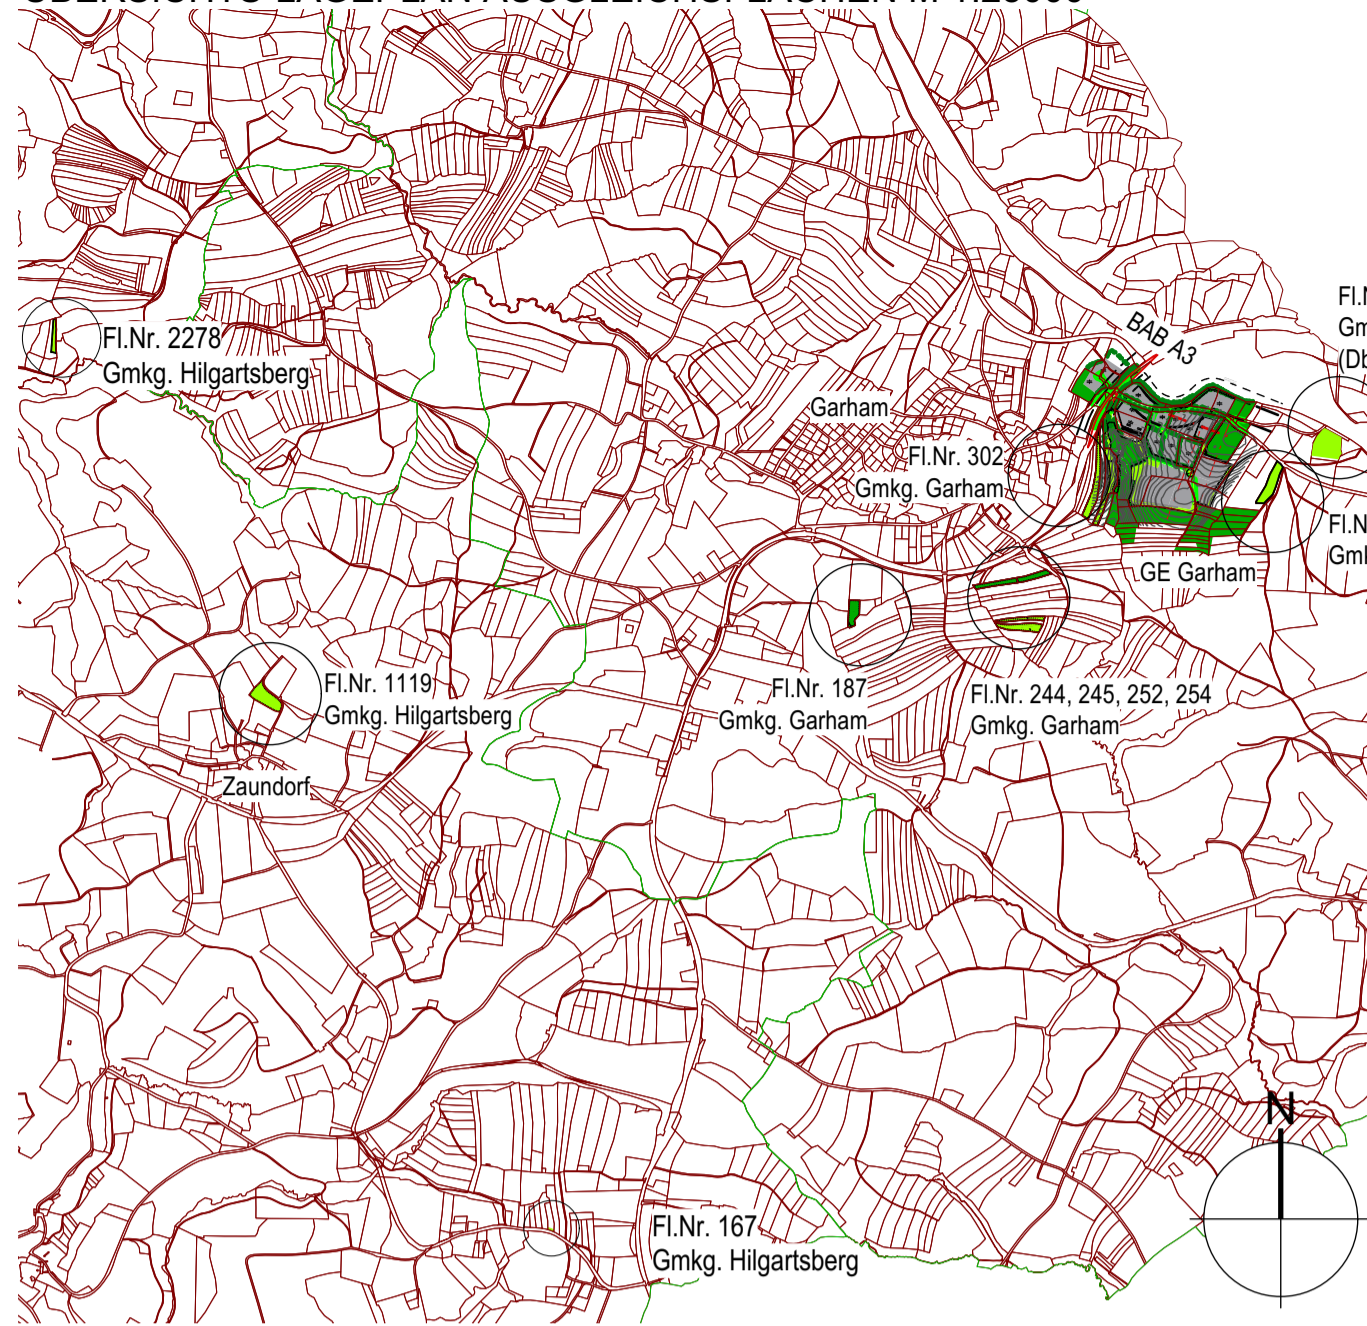 BAB A3
Fl.Nr. 2278
Gmkg. Hilgartsberg
Garham
Fl.Nr. 302
Gmkg. Garham
GE Garham
Fl.Nr. 1119
Gmkg. Hilgartsberg
Fl.Nr. 187
Gmkg. Garham
Fl.Nr. 244, 245, 252, 254
Gmkg. Garham
Zaundorf
N
Fl.Nr. 167
Gmkg. Hilgartsberg